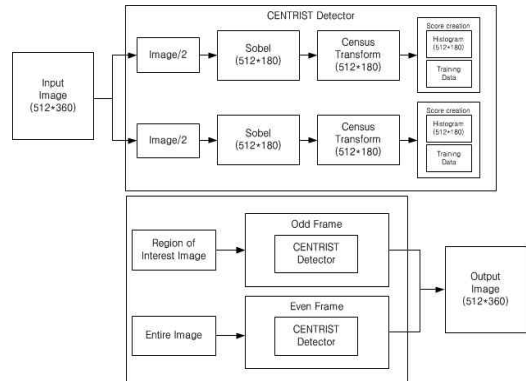 CENTRIST Detector
Input
Image
(512*360)
Image/2
Sobel
(512*180)
Census
Transform
(512*180)
Score creation
Histogram
(512*180)
Training
Data
Image/2
Sobel
(512*180)
Census
Transform
(512*180)
Score creation
Histogram
(512*180)
Training
Data
Region of
Interest Image
Odd Frame
CENTRIST
Detector
Entire Image
Even Frame
CENTRIST
Detector
Output
Image
(512*360)